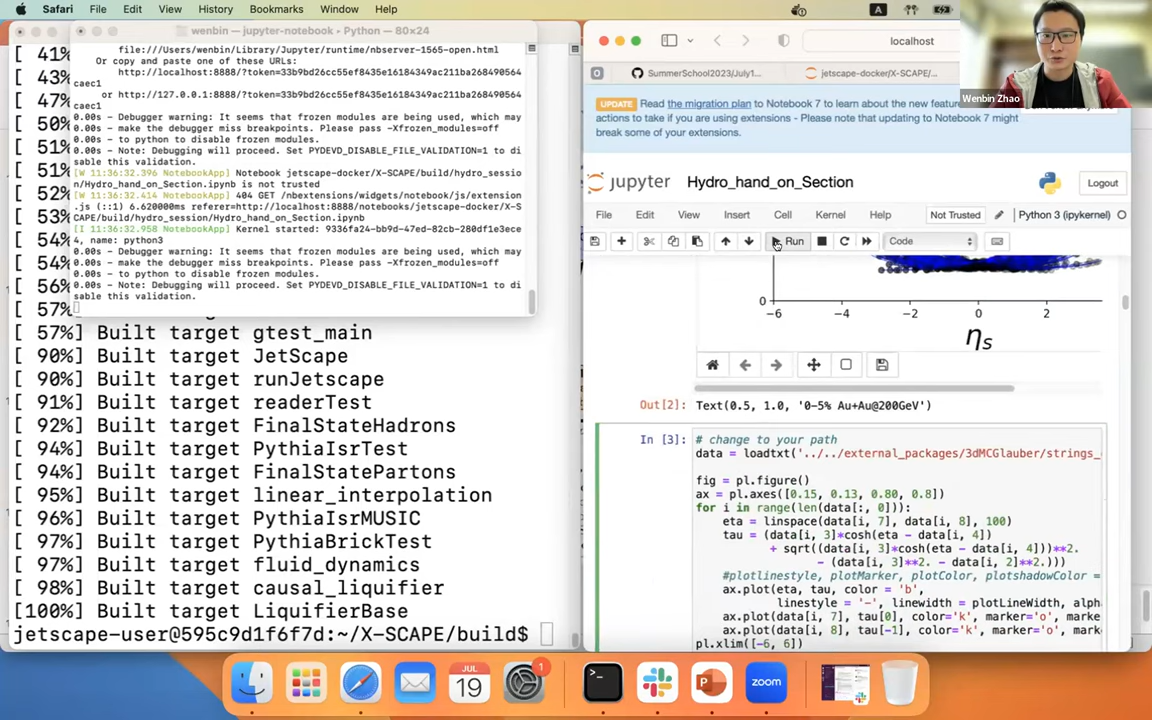 Safari File Edit View History Bookmarks Window Help
A
Wenbin Zhao
wenbin — jupyter-notebook • Python — 80×24
file:///Users/wenbin/Library/Jupyter/runtime/nbserver-1565-open.html
Or copy and paste one of these URLs:
http://localhost:8888/?token=33b9bd26cc55ef8435e16184349ac211ba268490564
caec1
or http://127.0.0.1:8888/?token=33b9bd26cc55ef8435e16184349ac211ba268490564
caec1
0.00s - Debugger warning: It seems that frozen modules are being used, which may
0.00s - make the debugger miss breakpoints. Please pass -Xfrozen_modules=off
0.00s - to python to disable frozen modules.
0.00s - Note: Debugging will proceed. Set PYDEVD_DISABLE_FILE_VALIDATION=1 to di
sable this validation.
[W 11:36:32.396 NotebookApp] Notebook jetscape-docker/X-SCAPE/build/hydro_sessio
n/Hydro_hand_on_Section.ipynb is not trusted
[W 11:36:32.414 NotebookApp] 404 GET /nbextensions/widgets/notebook/js/extension
.js (::1) 6.620000ms referer=http://localhost:8888/notebooks/jetscape-docker/X-S
CAPE/build/hydro_session/Hydro_hand_on_Section.ipynb
[I 11:36:32.958 NotebookApp] Kernel started: 9336fa24-bb9d-47ed-82cb-280df1e3ece
4, name: python3
0.00s - Debugger warning: It seems that frozen modules are being used, which may
0.00s - make the debugger miss breakpoints. Please pass -Xfrozen_modules=off
0.00s - to python to disable frozen modules.
0.00s - Note: Debugging will proceed. Set PYDEVD_DISABLE_FILE_VALIDATION=1 to di
sable this validation.
[ 41%
[ 43%
[ 47%
[ 50%
[ 51%
[ 51%
[ 52%
[ 53%
[ 54%
[ 54%
[ 56%
[ 57%
[ 57%] Built target gtest_main
[ 90%] Built target JetScape
[ 90%] Built target runJetscape
[ 91%] Built target readerTest
[ 92%] Built target FinalStateHadrons
[ 94%] Built target PythiaIsrTest
[ 94%] Built target FinalStatePartons
[ 95%] Built target linear_interpolation
[ 96%] Built target PythiaIsrMUSIC
[ 97%] Built target PythiaBrickTest
[ 97%] Built target fluid_dynamics
[ 98%] Built target causal_liquifier
[100%] Built target LiquifierBase
jetscape-user@595c9d1f6f7d:~/X-SCAPE/build$
localhost
SummerSchool2023/July1... jetscape-docker/X-SCAPE/...
UPDATE Read the migration plan to Notebook 7 to learn about the new feature
actions to take if you are using extensions - Please note that updating to Notebook 7 might
break some of your extensions.
jupyter Hydro_hand_on_Section Logout
File Edit View Insert Cell Kernel Help Not Trusted Python 3 (ipykernel)
Run Code
0
−6 −4 −2 0 2
ηs
Out[2]: Text(0.5, 1.0, '0-5% Au+Au@200GeV')
In [3]: # change to your path
data = loadtxt('../../external_packages/3dMCGlauber/strings_
fig = pl.figure()
ax = pl.axes([0.15, 0.13, 0.80, 0.8])
for i in range(len(data[:, 0])):
eta = linspace(data[i, 7], data[i, 8], 100)
tau = (data[i, 3]*cosh(eta - data[i, 4])
+ sqrt((data[i, 3]*cosh(eta - data[i, 4]))**2.
- (data[i, 3]**2. - data[i, 2]**2.)))
#plotlinestyle, plotMarker, plotColor, plotshadowColor =
ax.plot(eta, tau, color = 'b',
linestyle = '-', linewidth = plotLineWidth, alph
ax.plot(data[i, 7], tau[0], color='k', marker='o', mark
ax.plot(data[i, 8], tau[-1], color='k', marker='o', mark
pl.xlim([-6, 6])
JUL
19
1
zoom